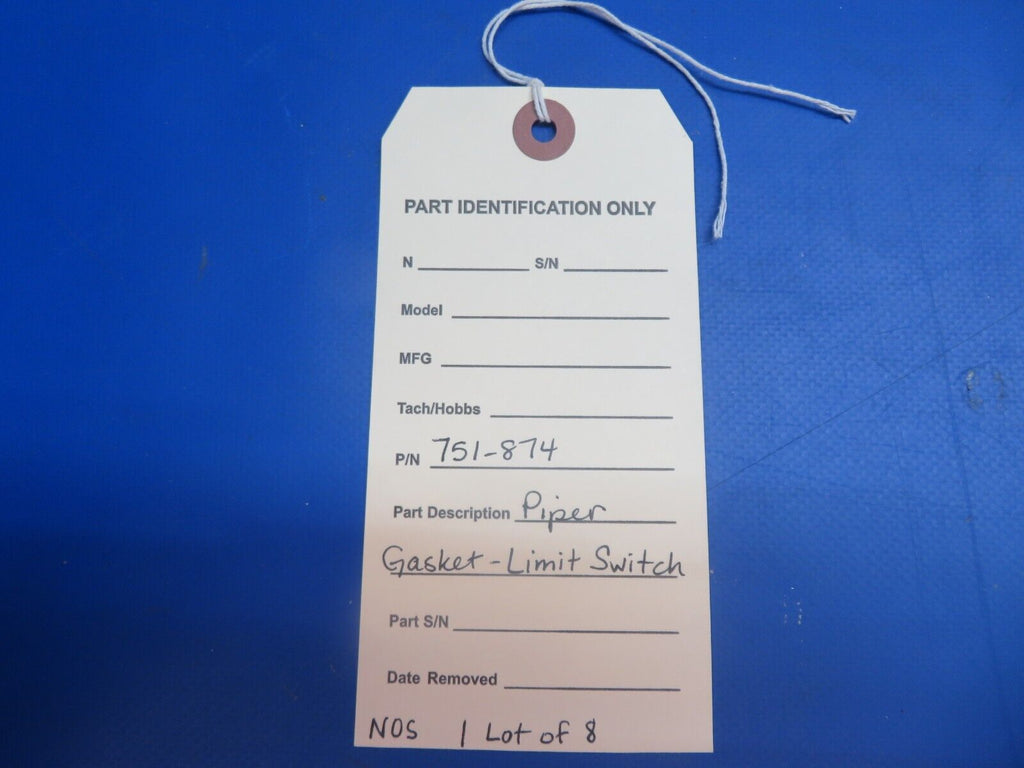 PART IDENTIFICATION ONLY
N S/N
Model
MFG
Tach/Hobbs
P/N 751-874
Part Description Piper
Gasket-Limit Switch
Part S/N
Date Removed
NOS 1 Lot of 8